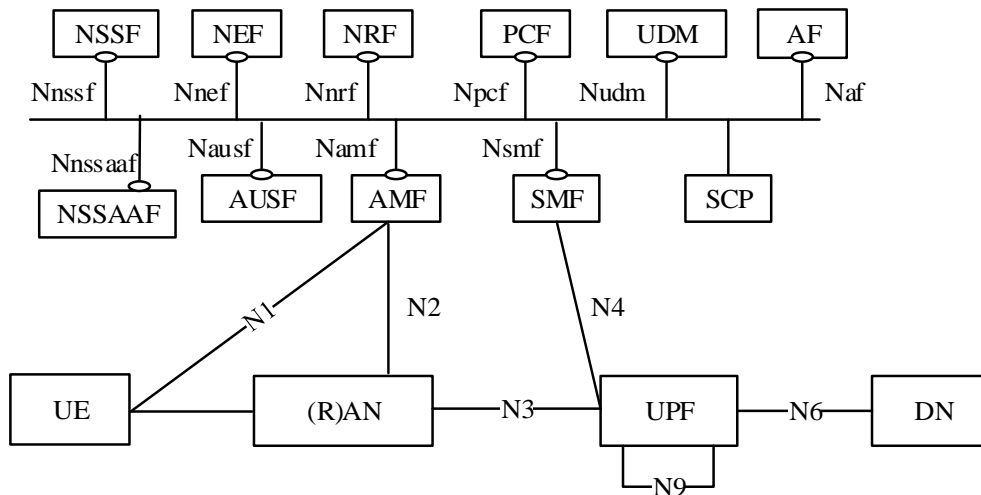 NSSF NEF NRF PCF UDM AF
Nnssf Nnef Nnrf Npcf Nudm Naf
Nnssaaf Nausf Namf Nsmf
NSSAAF AUSF AMF SMF SCP
N1 N2 N4
UE (R)AN N3 UPF N6 DN
N9